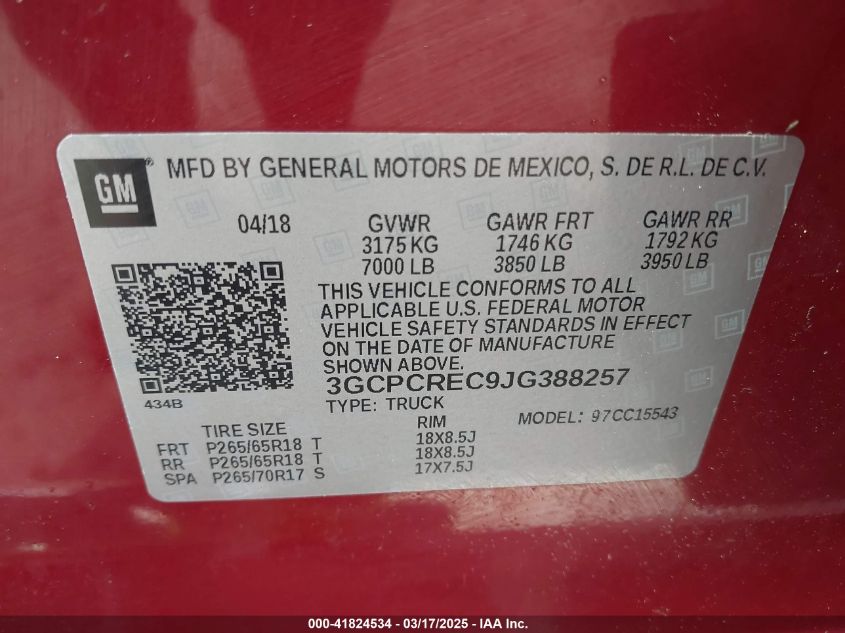 GM
® MFD BY GENERAL MOTORS DE MEXICO, S. DE R.L. DE C.V.
04/18 GVWR GAWR FRT GAWR RR
3175 KG 1746 KG 1792 KG
7000 LB 3850 LB 3950 LB
THIS VEHICLE CONFORMS TO ALL
APPLICABLE U.S. FEDERAL MOTOR
VEHICLE SAFETY STANDARDS IN EFFECT
ON THE DATE OF MANUFACTURE
SHOWN ABOVE.
3GCPCREC9JG388257
434B TYPE: TRUCK MODEL: 97CC15543
TIRE SIZE RIM
FRT P265/65R18 T 18X8.5J
RR P265/65R18 T 18X8.5J
SPA P265/70R17 S 17X7.5J
000-41824534 - 03/17/2025 - IAAI Inc.